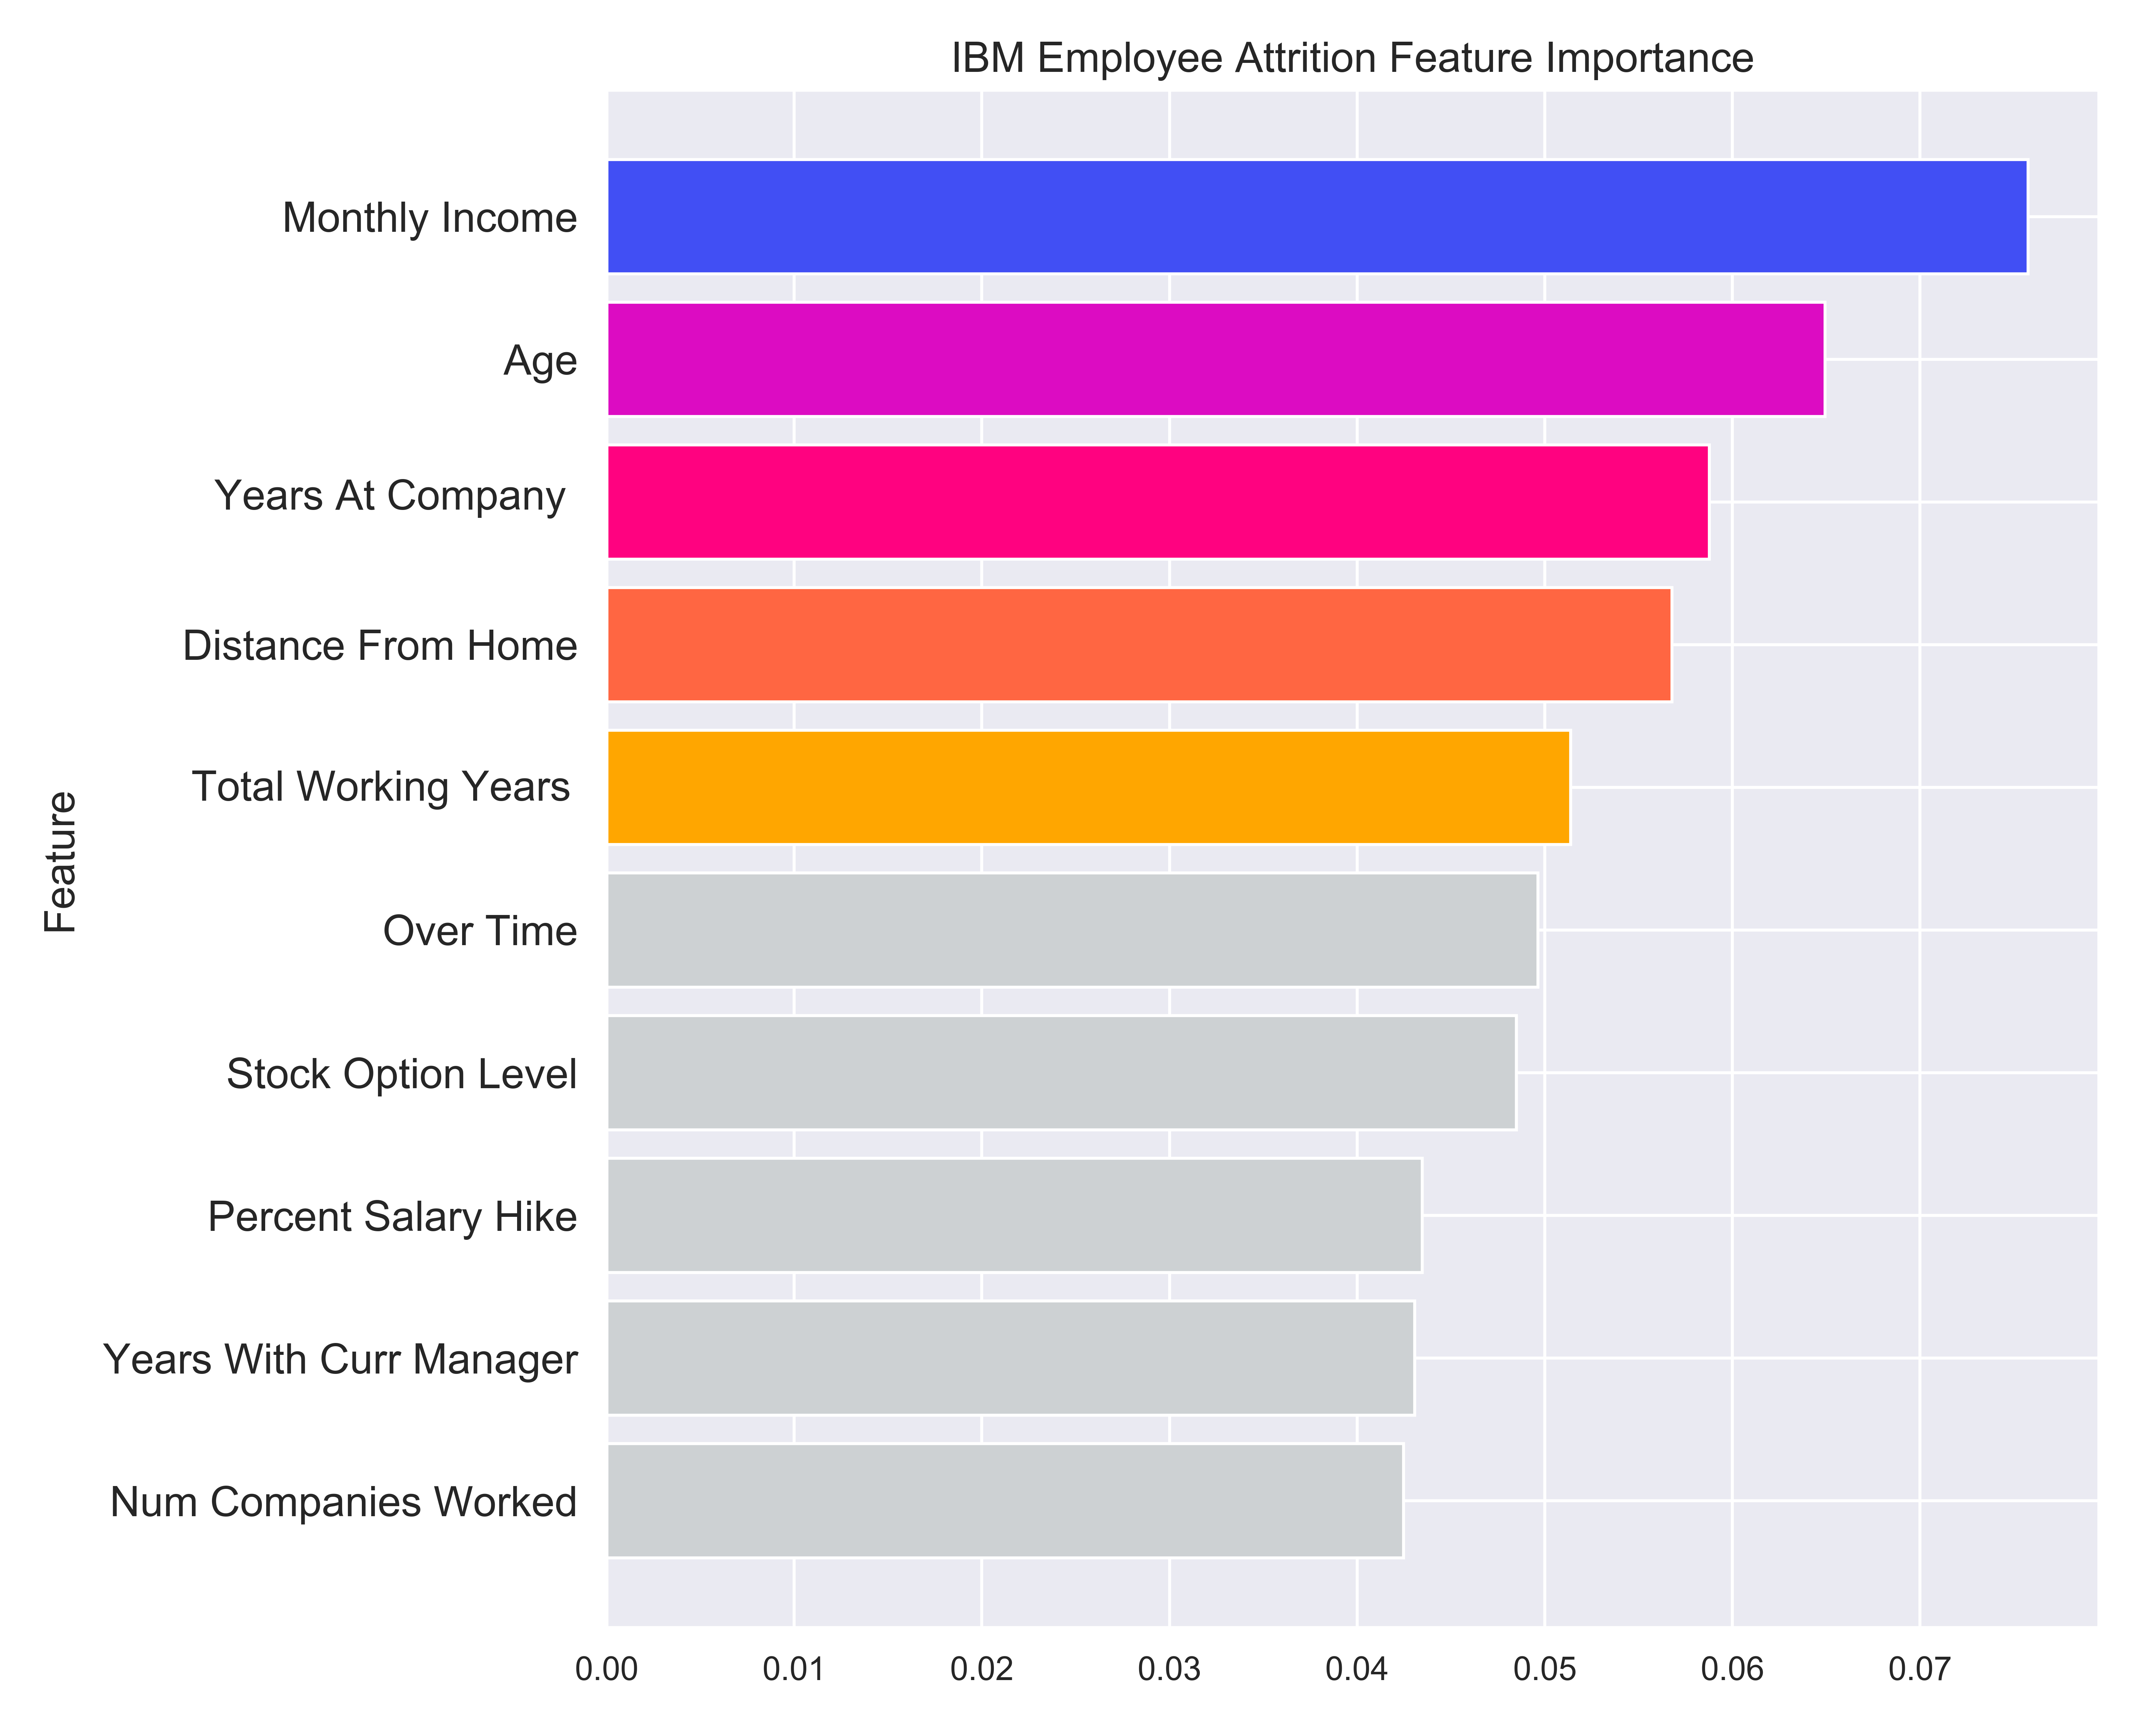 IBM Employee Attrition Feature Importance
Monthly Income
Age
Years At Company
Distance From Home
Total Working Years
Over Time
Stock Option Level
Percent Salary Hike
Years With Curr Manager
Num Companies Worked
Feature
0.00 0.01 0.02 0.03 0.04 0.05 0.06 0.07